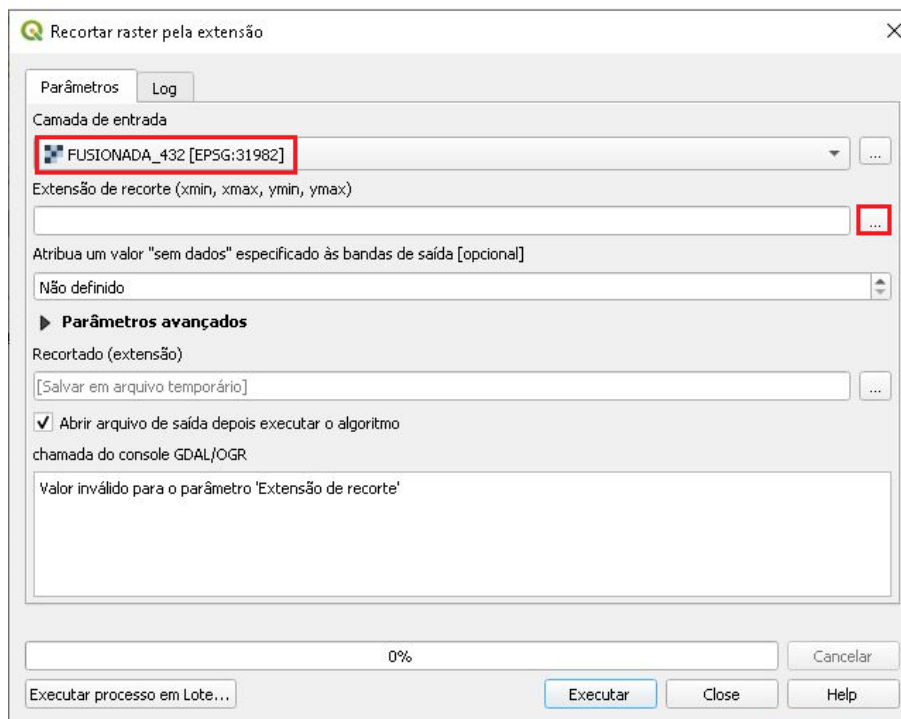 Recortar raster pela extensão
Parâmetros
Log
Camada de entrada
FUSIONADA_432 [EPSG:31982]
...
Extensão de recorte (xmin, xmax, ymin, ymax)
...
Atribua um valor "sem dados" especificado às bandas de saída [opcional]
Não definido
Parâmetros avançados
Recortado (extensão)
[Salvar em arquivo temporário]
...
Abrir arquivo de saída depois executar o algoritmo
chamada do console GDAL/OGR
Valor inválido para o parâmetro 'Extensão de recorte'
0%
Cancelar
Executar processo em Lote...
Executar
Close
Help